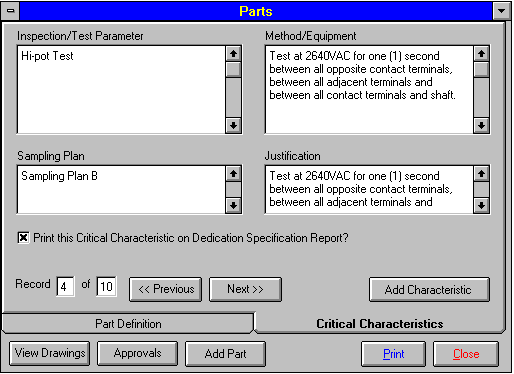 Parts
Inspection/Test Parameter
Hi-pot Test
Method/Equipment
Test at 2640VAC for one (1) second
between all opposite contact terminals,
between all adjacent terminals and
between all contact terminals and shaft.
Sampling Plan
Sampling Plan B
Justification
Test at 2640VAC for one (1) second
between all opposite contact terminals,
between all adjacent terminals and
Print this Critical Characteristic on Dedication Specification Report?
Record 4 of 10 << Previous Next >> Add Characteristic
Part Definition Critical Characteristics
View Drawings Approvals Add Part Print Close